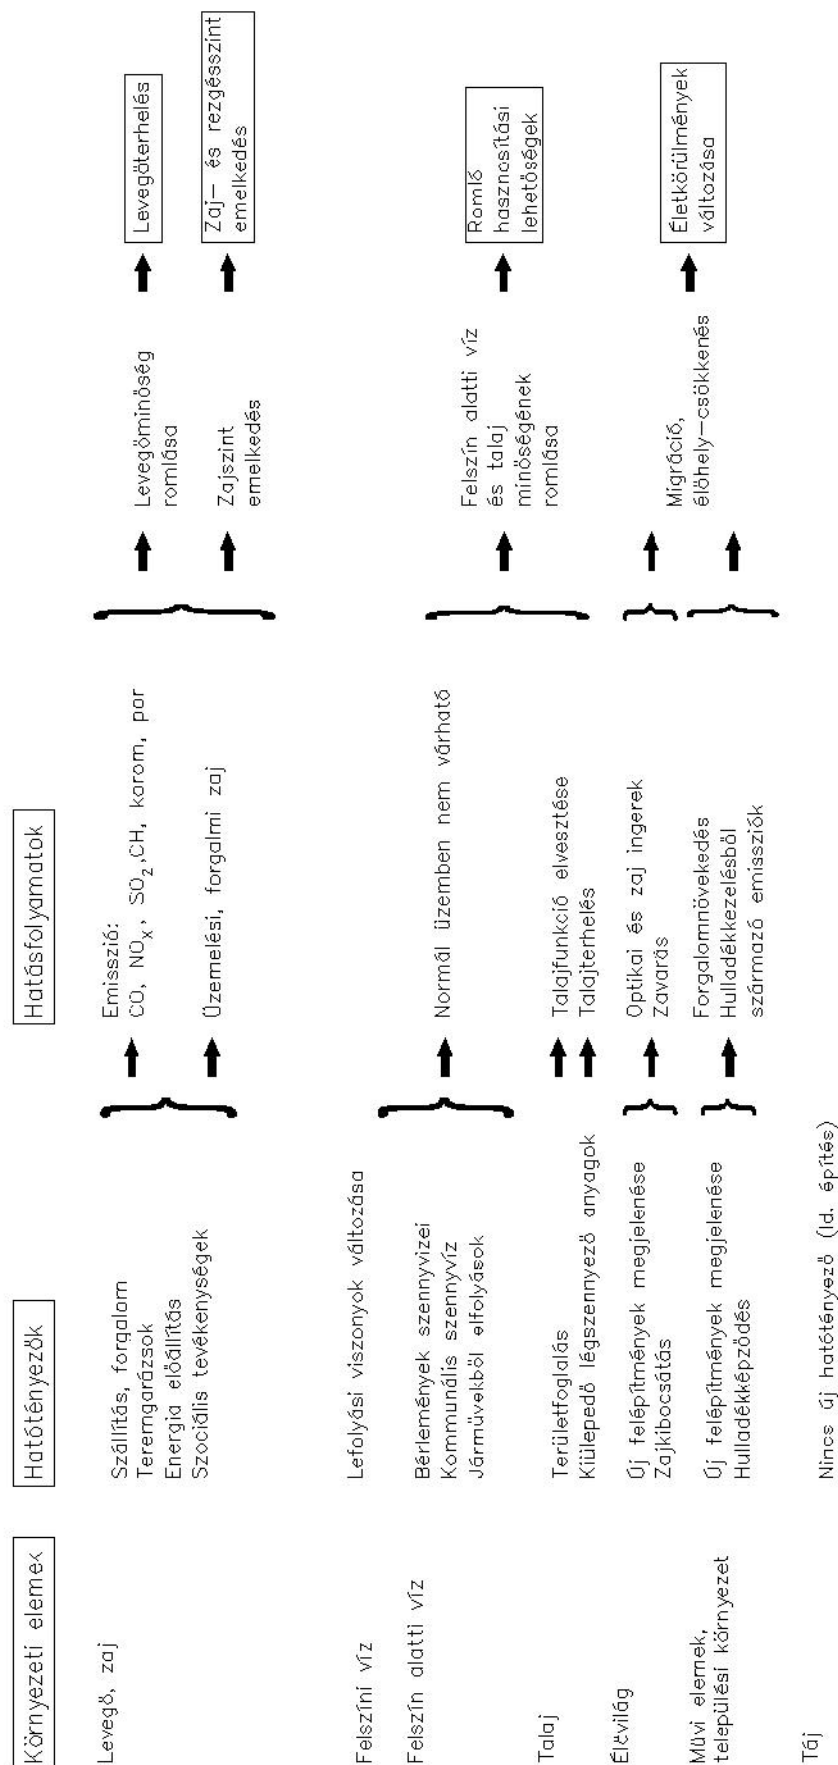 Környezeti elemek
Hatótényezők
Hatásfolyamatok
Levegő, zaj
Szállítás, forgalom
Teremgarázsok
Energia előállítás
Szociális tevékenységek
Emisszió:
CO, NOX, SO2,CH, korom, por
Üzemelési, forgalmi zaj
Levegőminőség
romlása
Zajszint
emelkedés
Levegőterhelés
Zaj– és rezgésszint
emelkedés
Felszíni víz
Lefolyási viszonyok változása
Felszín alatti víz
Bérlemények szennyvizei
Kommunális szennyvíz
Járművekből elfolyások
Normál üzemben nem várható
Felszín alatti víz
és talaj
minőségének
romlása
Romló
hasznosítási
lehetőségek
Talaj
Területfoglalás
Kiülepedő légszennyező anyagok
Talajfunkció elvesztése
Talajterhelés
Élővilág
Új felépítmények megjelenése
Zajkibocsátás
Optikai és zaj ingerek
Zavarás
Migráció,
élőhely–csökkenés
Életkörülmények
változása
Művi elemek,
települési környezet
Új felépítmények megjelenése
Hulladékképződés
Forgalomnövekedés
Hulladékkezelésből
származó emissziók
Táj
Nincs új hatótényező (ld. építés)